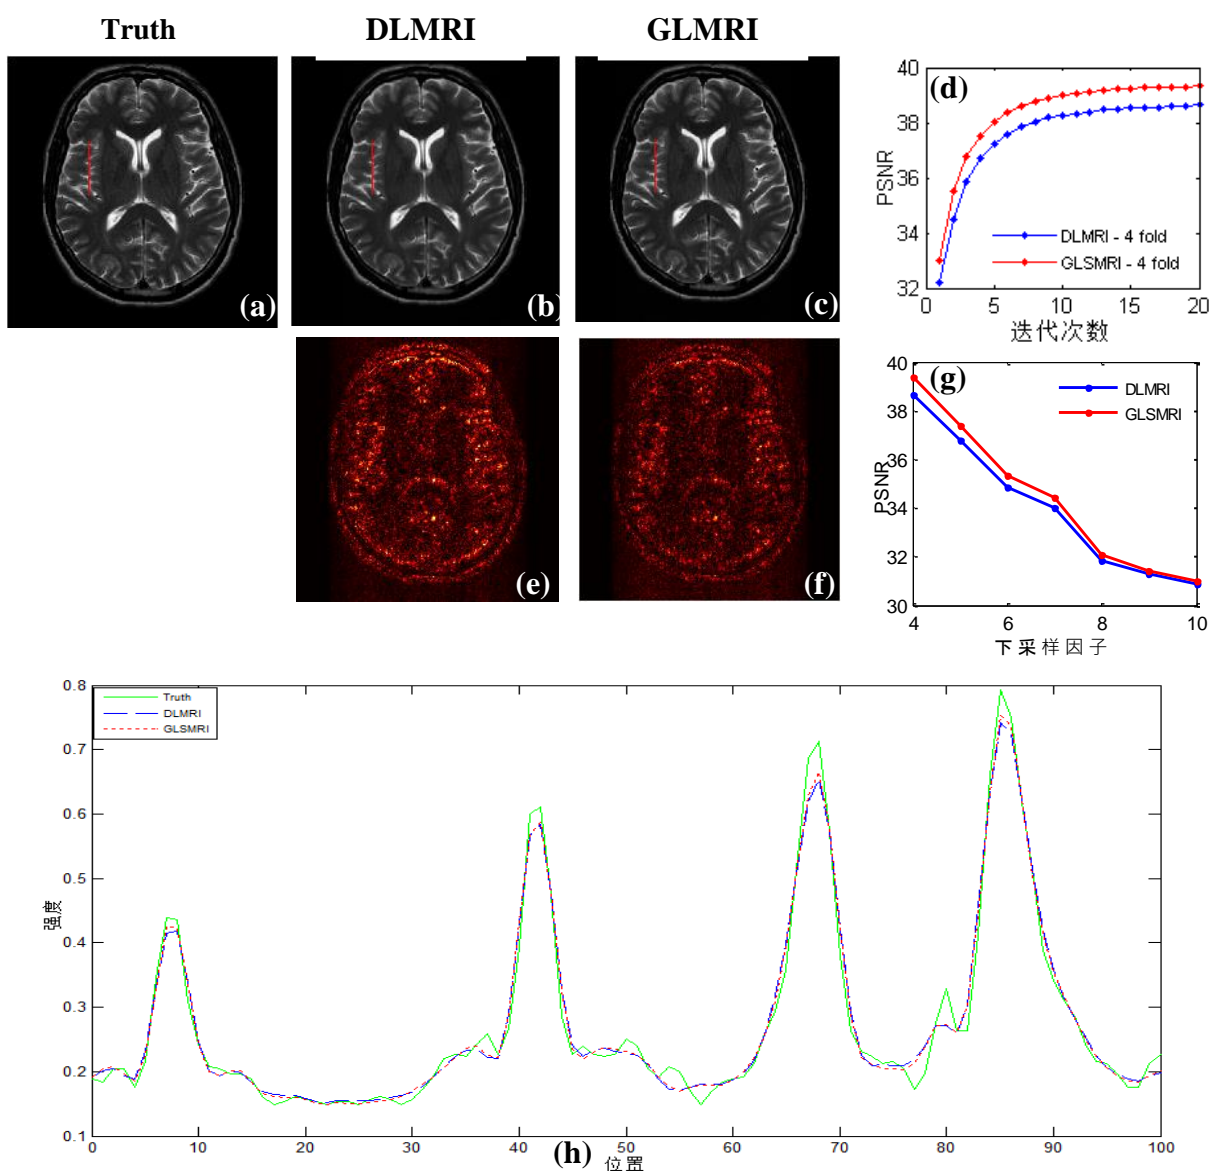 Truth DLMRI GLMRI
(a)
(b)
(c)
(d)
40
38
36
34
32
PSNR
DLMRI - 4 fold
GLSMRI - 4 fold
0 5 10 15 20
迭代次数
(e)
(f)
(g)
40
38
36
34
32
30
PSNR
DLMRI
GLSMRI
4 6 8 10
下采样因子
0.8
0.7
0.6
0.5
0.4
0.3
0.2
0.1
强度
Truth
DLMRI
GLSMRI
0 10 20 30 40 50 60 70 80 90 100
(h) 位置